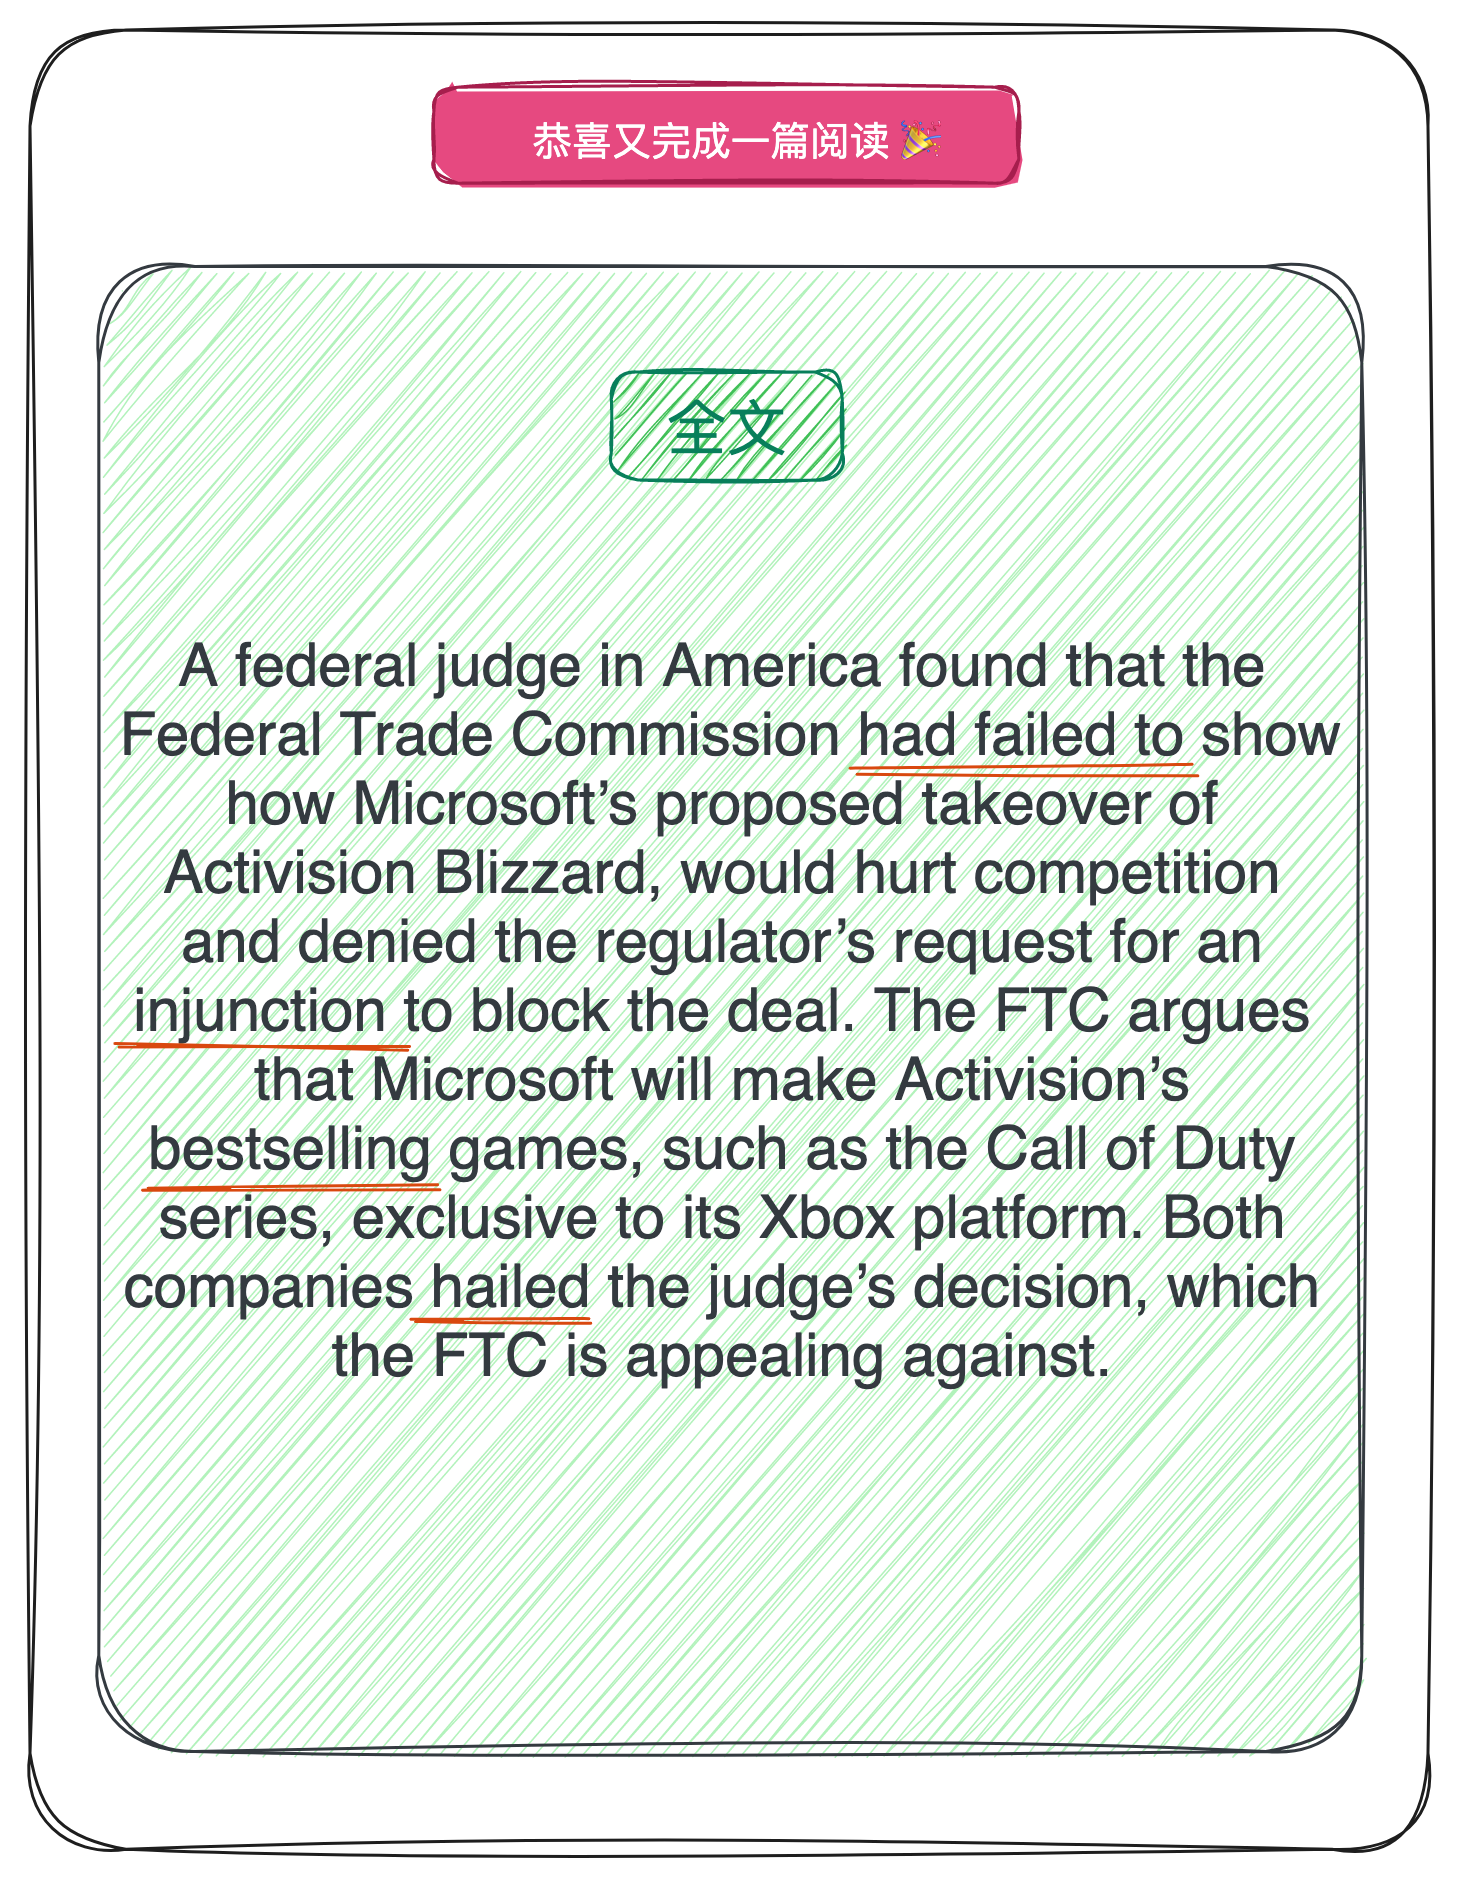 恭喜又完成一篇阅读 🎉
全文
A federal judge in America found that the
Federal Trade Commission had failed to show
how Microsoft’s proposed takeover of
Activision Blizzard, would hurt competition
and denied the regulator’s request for an
injunction to block the deal. The FTC argues
that Microsoft will make Activision’s
bestselling games, such as the Call of Duty
series, exclusive to its Xbox platform. Both
companies hailed the judge’s decision, which
the FTC is appealing against.